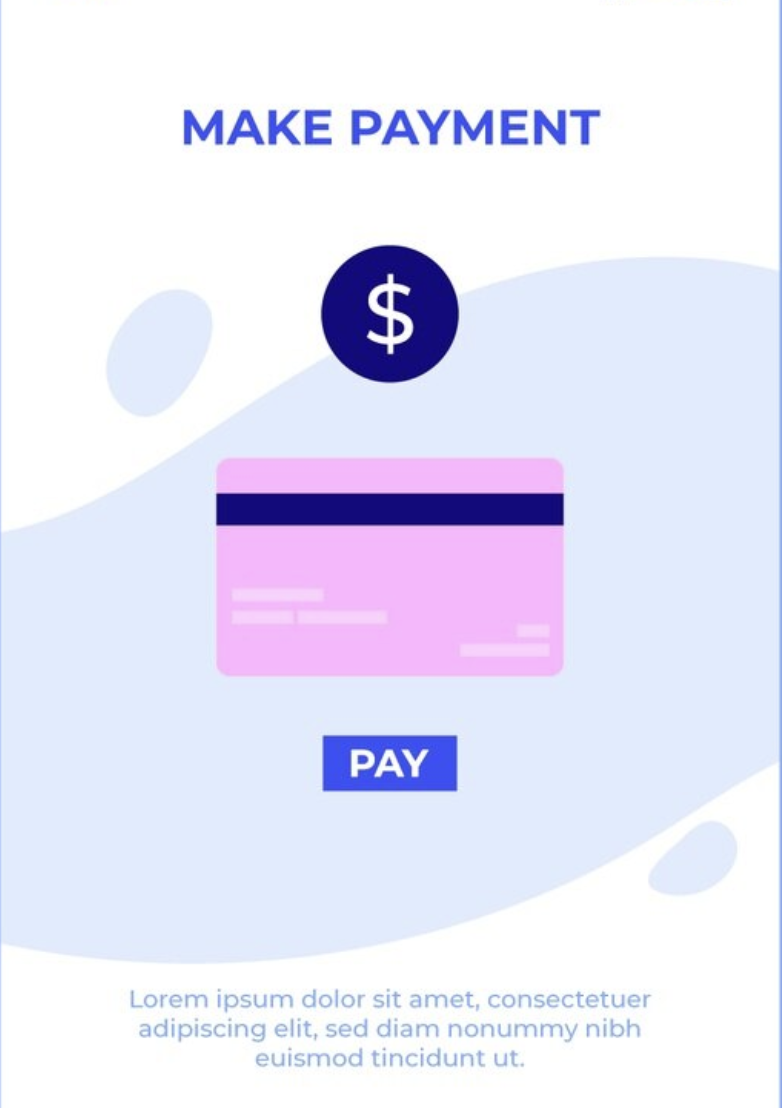 MAKE PAYMENT
$
PAY
Lorem ipsum dolor sit amet, consectetuer
adipiscing elit, sed diam nonummy nibh
euismod tincidunt ut.